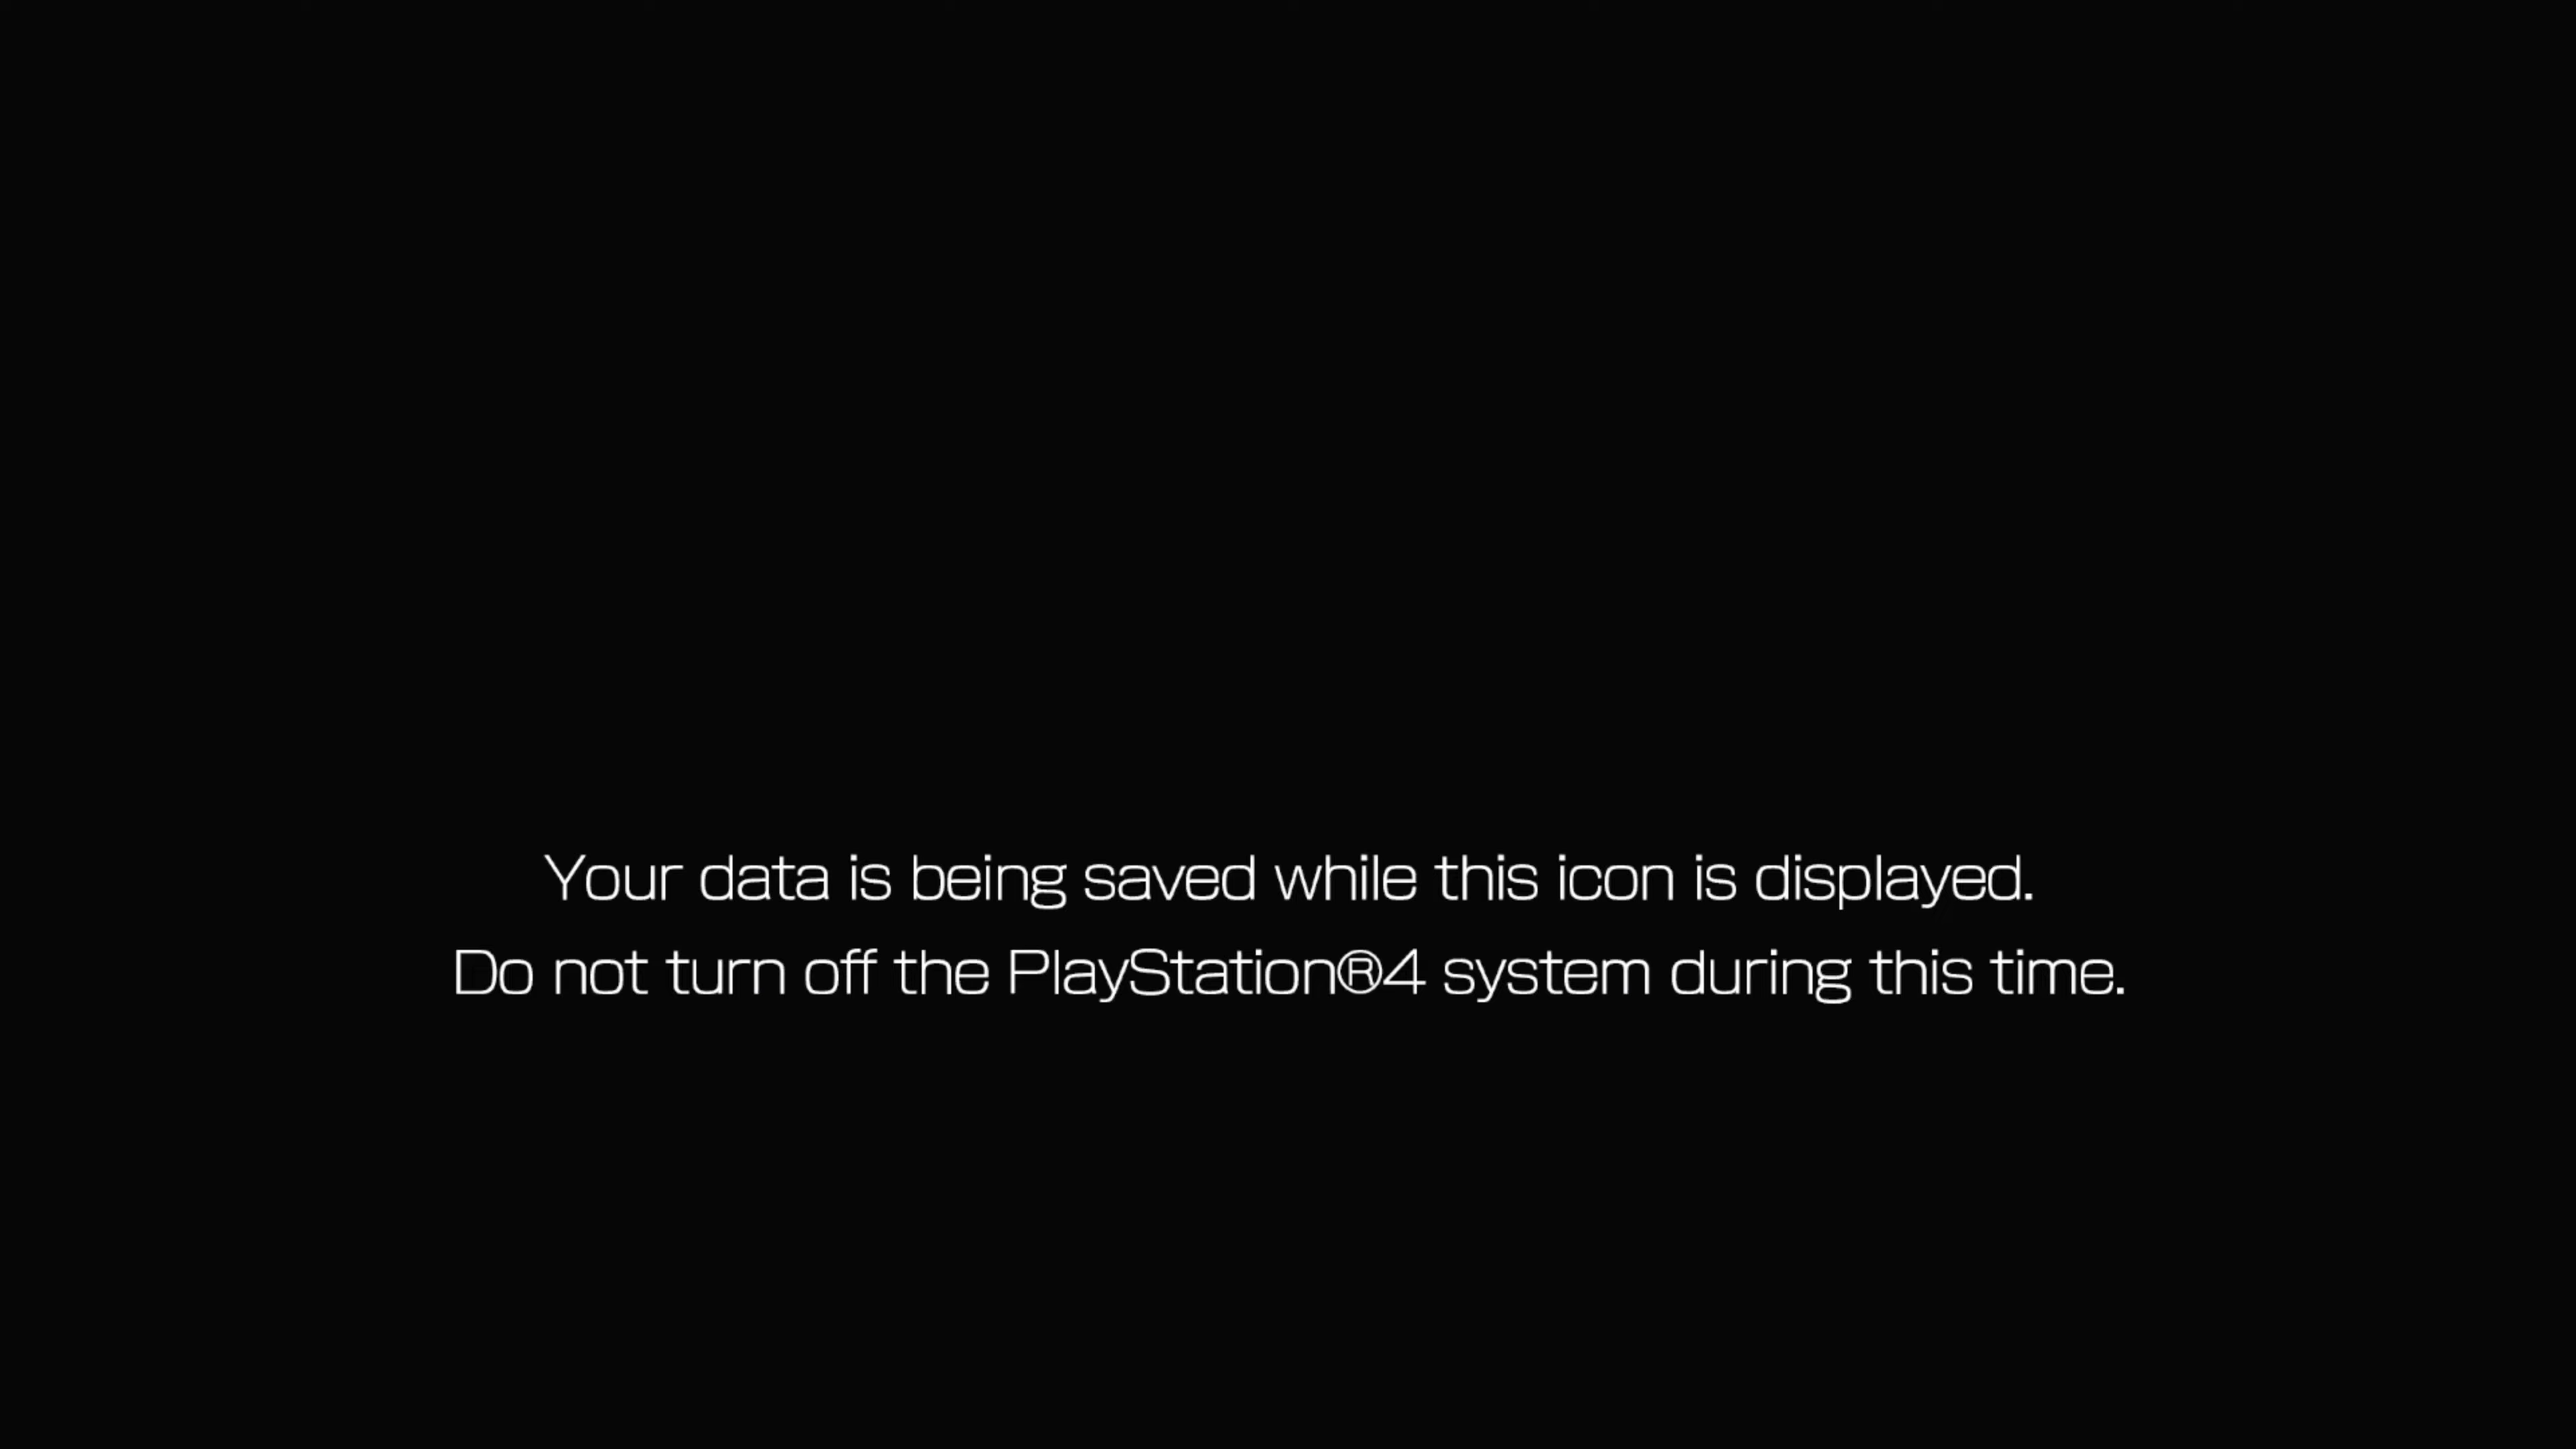 Your data is being saved while this icon is displayed.
Do not turn off the PlayStation®4 system during this time.